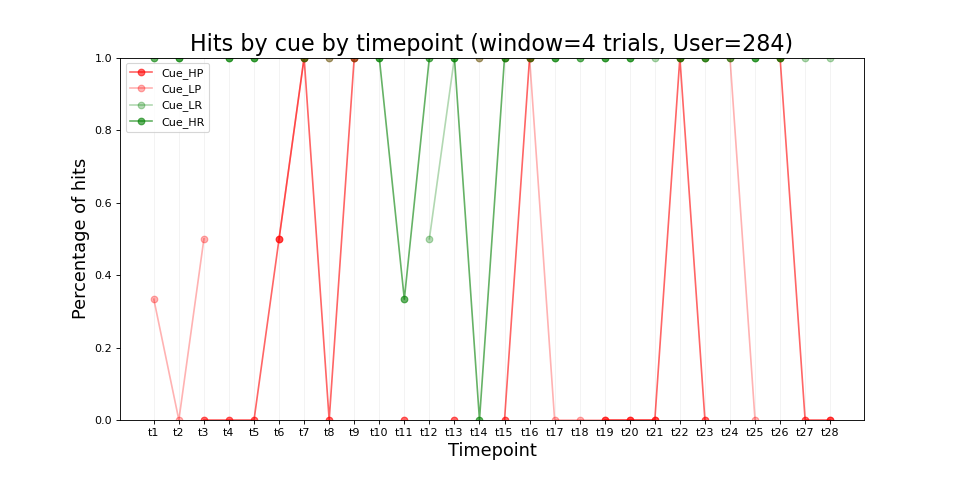 Hits by cue by timepoint (window=4 trials, User=284)
Percentage of hits
1.0
0.8
0.6
0.4
0.2
0.0
Cue_HP
Cue_LP
Cue_LR
Cue_HR
t1 t2 t3 t4 t5 t6 t7 t8 t9 t10 t11 t12 t13 t14 t15 t16 t17 t18 t19 t20 t21 t22 t23 t24 t25 t26 t27 t28
Timepoint